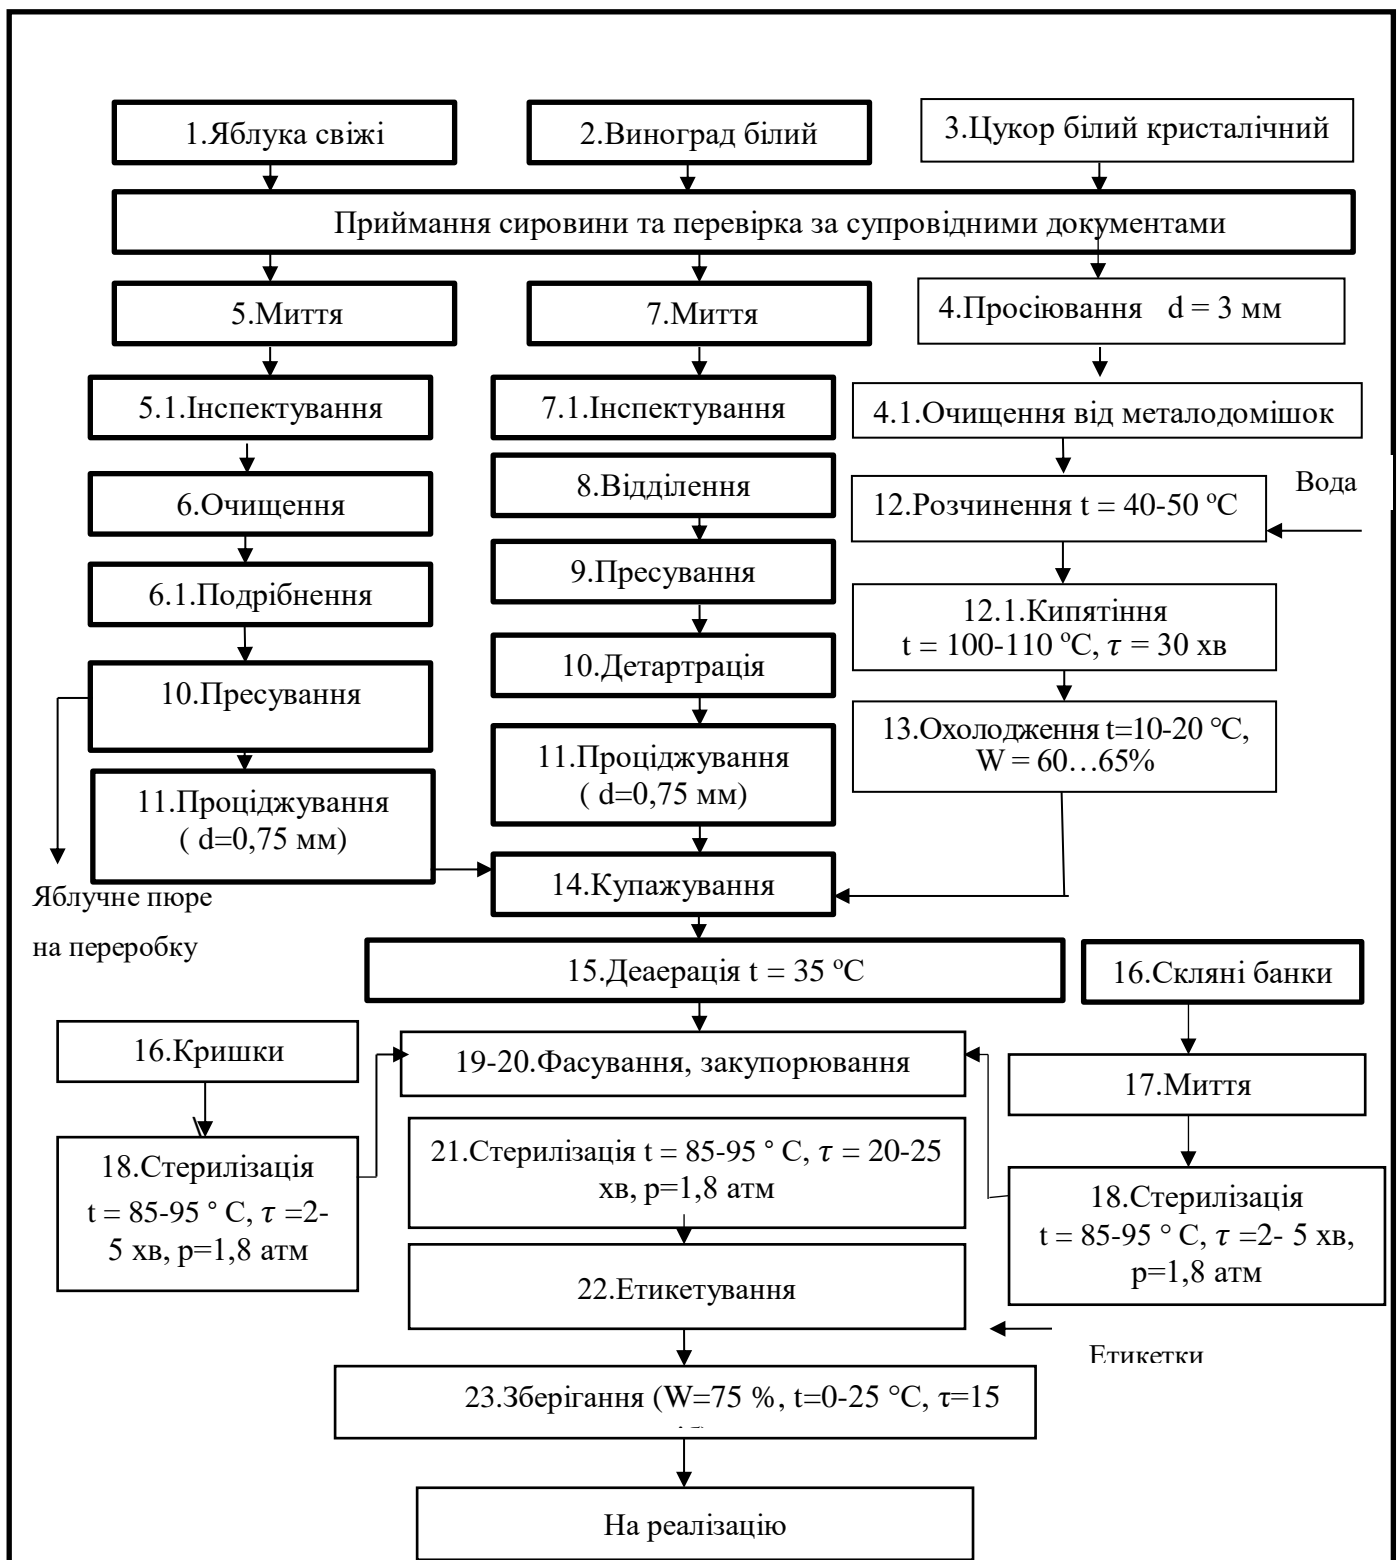 1.Яблука свіжі
2.Виноград білий
3.Цукор білий кристалічний
Приймання сировини та перевірка за супровідними документами
5.Миття
7.Миття
4.Просіювання d = 3 мм
5.1.Інспектування
7.1.Інспектування
4.1.Очищення від металодомішок
6.Очищення
8.Відділення
12.Розчинення t = 40-50 ºС
Вода
6.1.Подрібнення
9.Пресування
12.1.Кипятіння
t = 100-110 ºС, τ = 30 хв
10.Пресування
10.Детартрація
13.Охолодження t=10-20 °С,
W = 60…65%
11.Проціджування
( d=0,75 мм)
11.Проціджування
( d=0,75 мм)
14.Купажування
Яблучне пюре
на переробку
15.Деаерація t = 35 ºС
16.Скляні банки
16.Кришки
19-20.Фасування, закупорювання
17.Миття
18.Стерилізація
t = 85-95 ° С, τ =2-
5 хв, р=1,8 атм
21.Стерилізація t = 85-95 ° С, τ = 20-25
хв, р=1,8 атм
18.Стерилізація
t = 85-95 ° С, τ =2- 5 хв,
р=1,8 атм
22.Етикетування
Етикетки
23.Зберігання (W=75 %, t=0-25 °С, τ=15
На реалізацію